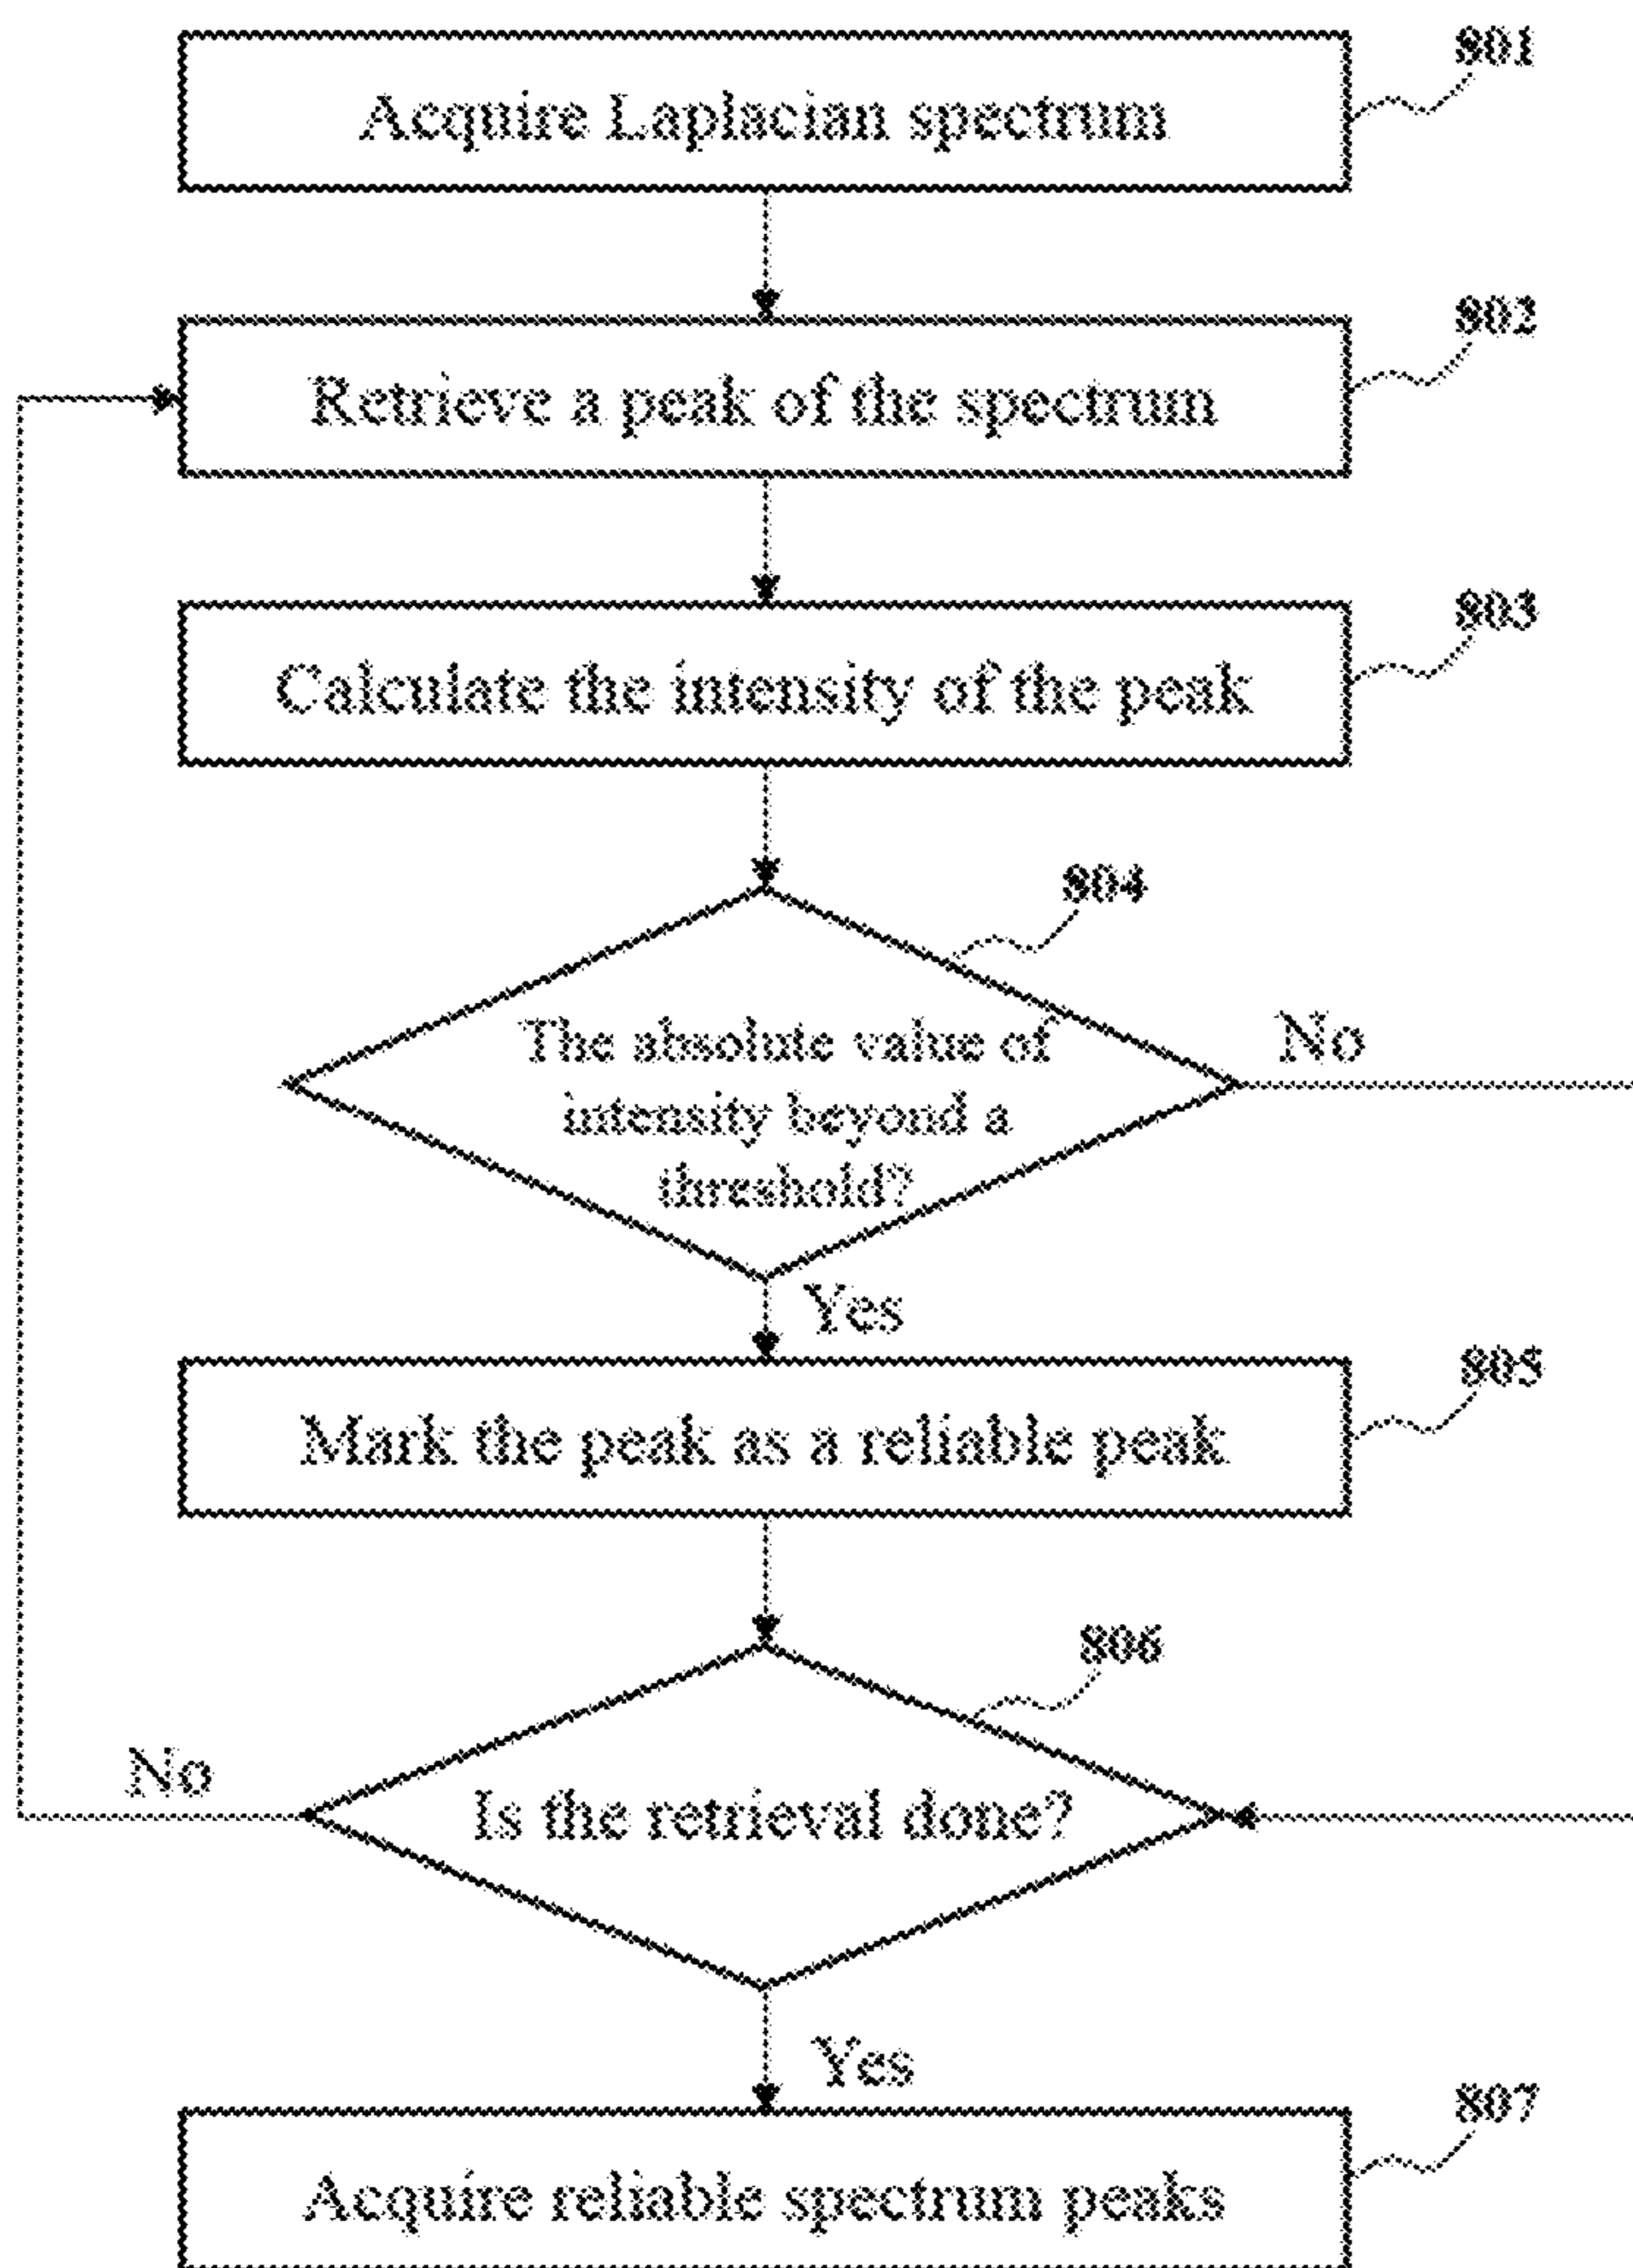 801
Acquire Laplacian spectrum
802
Retrieve a peak of the spectrum
803
Calculate the intensity of the peak
804
The absolute value of
intensity beyond a
threshold?
No
Yes
805
Mark the peak as a reliable peak
806
Is the retrieval done?
No
Yes
807
Acquire reliable spectrum peaks